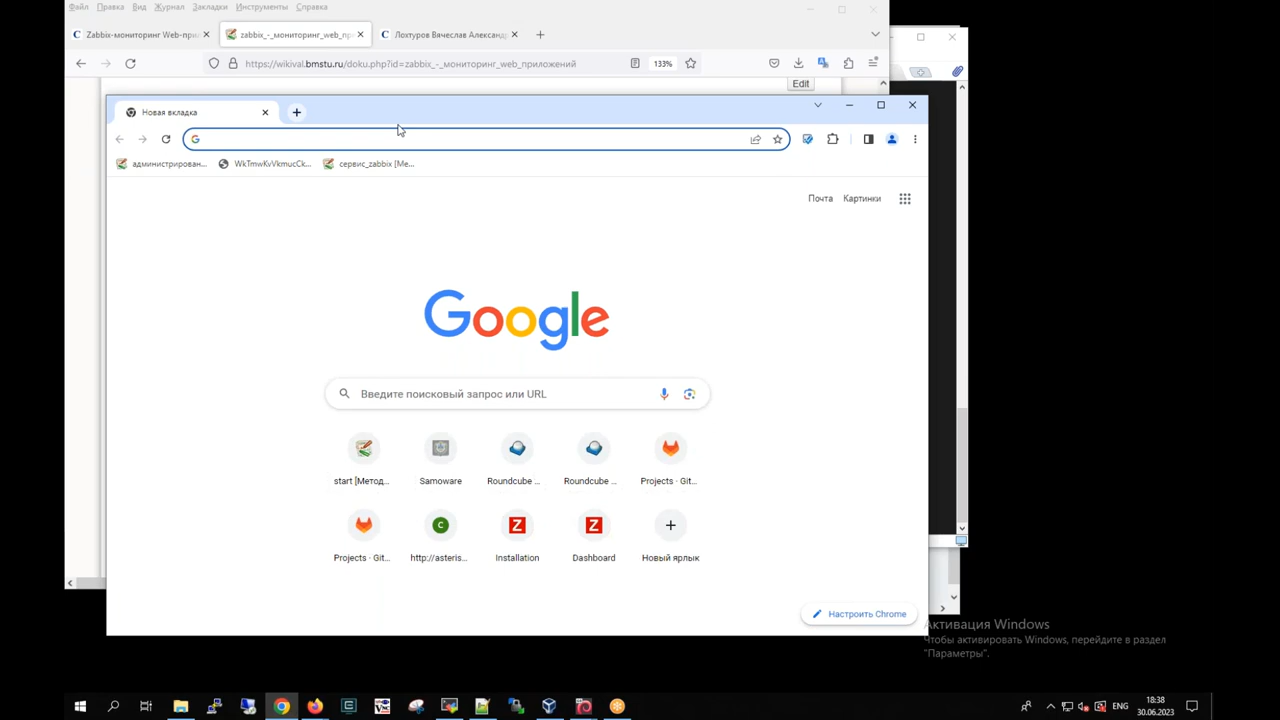 Файл Правка Вид Журнал Закладки Инструменты Справка
Zabbix-мониторинг Web-при
zabbix_-_мониторинг_web_пр
Лохтуров Вячеслав Александр
https://wikival.bmstu.ru/doku.php?id=zabbix_-_мониторинг_web_приложений
133%
Edit
Новая вкладка
администрирован...
WkTmwKvVkmucCk...
сервис_zabbix [Ме...
Почта
Картинки
Google
Введите поисковый запрос или URL
start [Метод...
Samoware
Roundcube ...
Roundcube ...
Projects · Git...
Projects · Git...
http://asteris...
Installation
Dashboard
Новый ярлык
Настроить Chrome
Активация Windows
Чтобы активировать Windows, перейдите в раздел
"Параметры".
ENG
18:38
30.06.2023